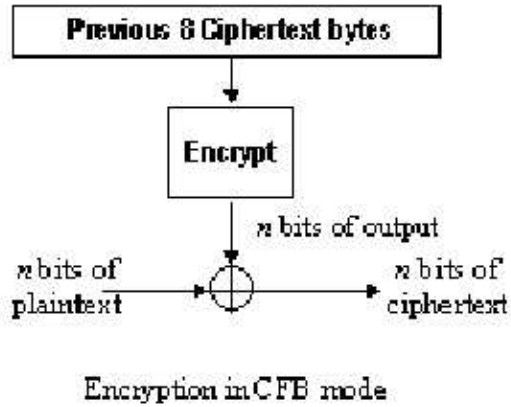 Previous 8 Ciphertext bytes
Encrypt
n bits of output
n bits of
plaintext
n bits of
ciphertext
Encryption in CFB mode